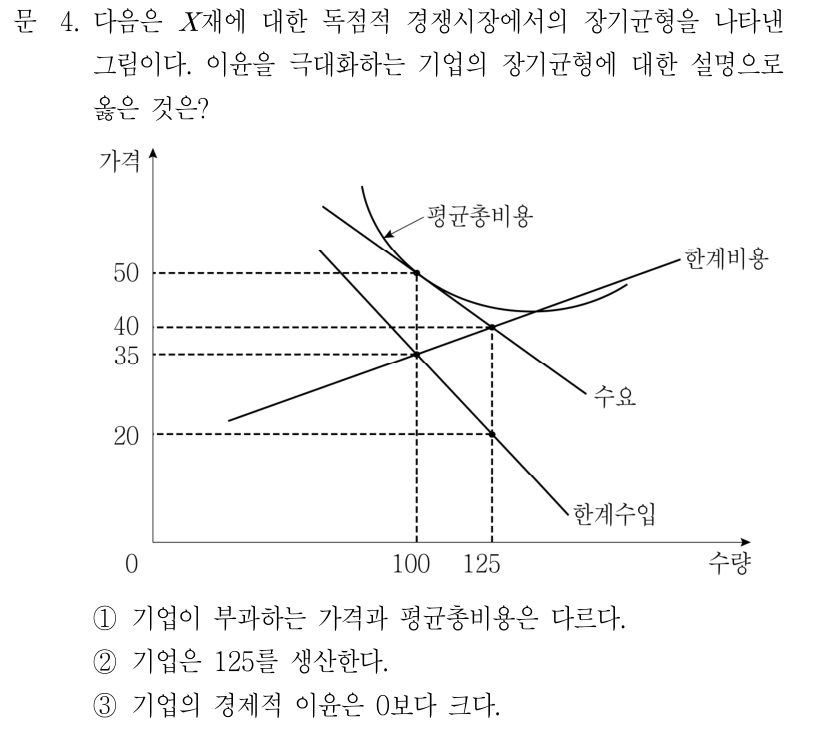 문 4. 다음은 X재에 대한 독점적 경쟁시장에서의 장기균형을 나타낸
그림이다. 이윤을 극대화하는 기업의 장기균형에 대한 설명으로
옳은 것은?
가격
평균총비용
한계비용
50
40
35
수요
20
한계수입
0
100
125
수량
① 기업이 부과하는 가격과 평균총비용은 다르다.
② 기업은 125를 생산한다.
③ 기업의 경제적 이윤은 0보다 크다.